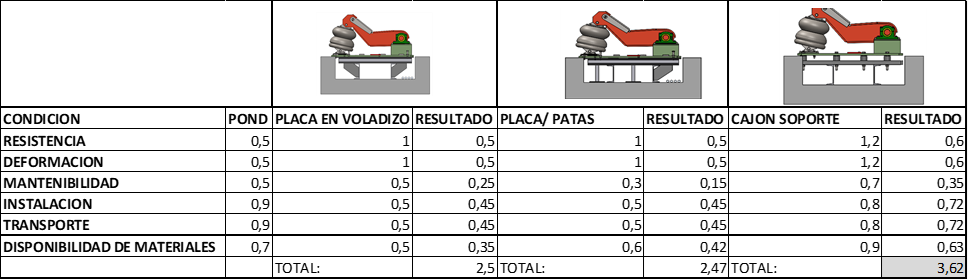 CONDICION POND PLACA EN VOLADIZO RESULTADO PLACA/ PATAS RESULTADO CAJON SOPORTE RESULTADO
RESISTENCIA 0,5 1 0,5 1 0,5 1,2 0,6
DEFORMACION 0,5 1 0,5 1 0,5 1,2 0,6
MANTENIBILIDAD 0,5 0,5 0,25 0,3 0,15 0,7 0,35
INSTALACION 0,9 0,5 0,45 0,5 0,45 0,8 0,72
TRANSPORTE 0,9 0,5 0,45 0,5 0,45 0,8 0,72
DISPONIBILIDAD DE MATERIALES 0,7 0,5 0,35 0,6 0,42 0,9 0,63
TOTAL: 2,5 TOTAL: 2,47 TOTAL: 3,62